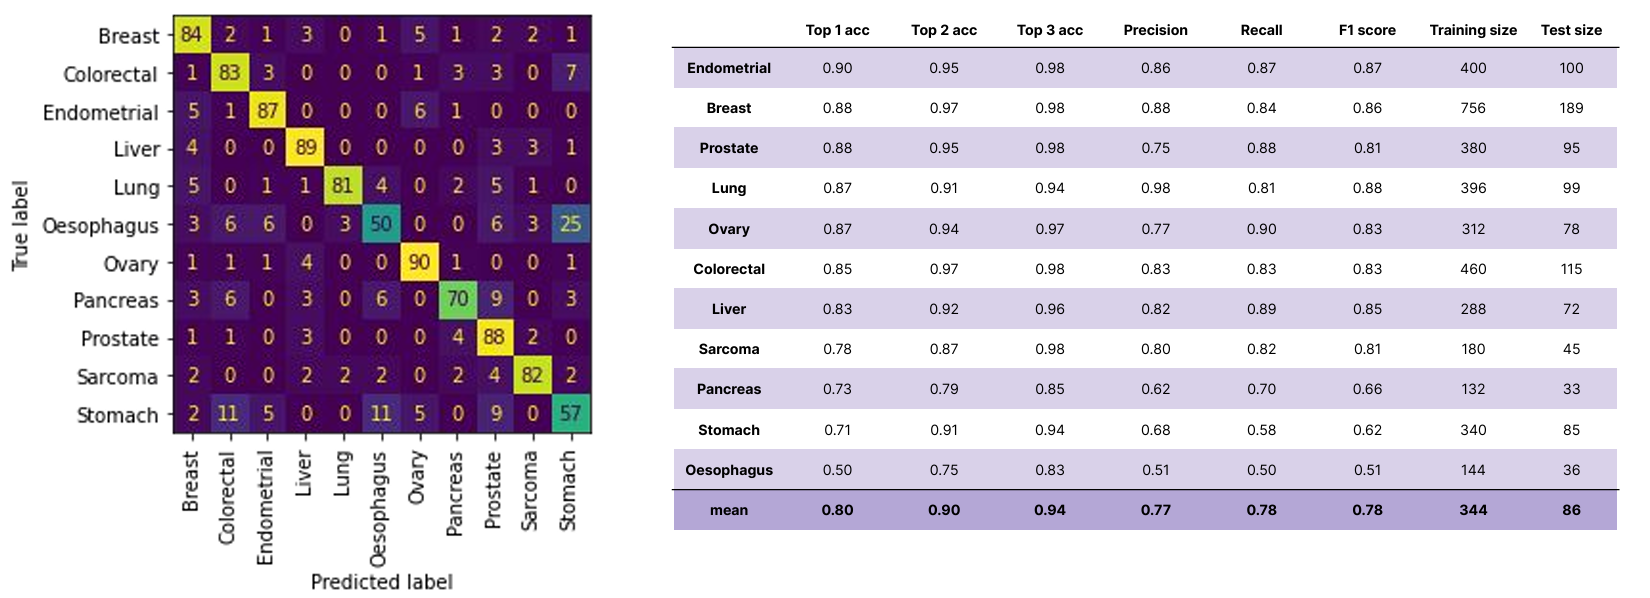 Breast 84 2 1 3 0 1 5 1 2 2 1
Colorectal 1 83 3 0 0 0 1 3 3 0 7
Endometrial 5 1 87 0 0 0 6 1 0 0 0
Liver 4 0 0 89 0 0 0 0 3 3 1
Lung 5 0 1 1 81 4 0 2 5 1 0
Oesophagus 3 6 6 0 3 50 0 0 6 3 25
Ovary 1 1 1 4 0 0 90 1 0 0 1
Pancreas 3 6 0 3 0 6 0 70 9 0 3
Prostate 1 1 0 3 0 0 0 4 88 2 0
Sarcoma 2 0 0 2 2 2 0 2 4 82 2
Stomach 2 11 5 0 0 11 5 0 9 0 57
True label
Breast Colorectal Endometrial Liver Lung Oesophagus Ovary Pancreas Prostate Sarcoma Stomach
Predicted label
Top 1 acc Top 2 acc Top 3 acc Precision Recall F1 score Training size Test size
Endometrial 0.90 0.95 0.98 0.86 0.87 0.87 400 100
Breast 0.88 0.97 0.98 0.88 0.84 0.86 756 189
Prostate 0.88 0.95 0.98 0.75 0.88 0.81 380 95
Lung 0.87 0.91 0.94 0.98 0.81 0.88 396 99
Ovary 0.87 0.94 0.97 0.77 0.90 0.83 312 78
Colorectal 0.85 0.97 0.98 0.83 0.83 0.83 460 115
Liver 0.83 0.92 0.96 0.82 0.89 0.85 288 72
Sarcoma 0.78 0.87 0.98 0.80 0.82 0.81 180 45
Pancreas 0.73 0.79 0.85 0.62 0.70 0.66 132 33
Stomach 0.71 0.91 0.94 0.68 0.58 0.62 340 85
Oesophagus 0.50 0.75 0.83 0.51 0.50 0.51 144 36
mean 0.80 0.90 0.94 0.77 0.78 0.78 344 86